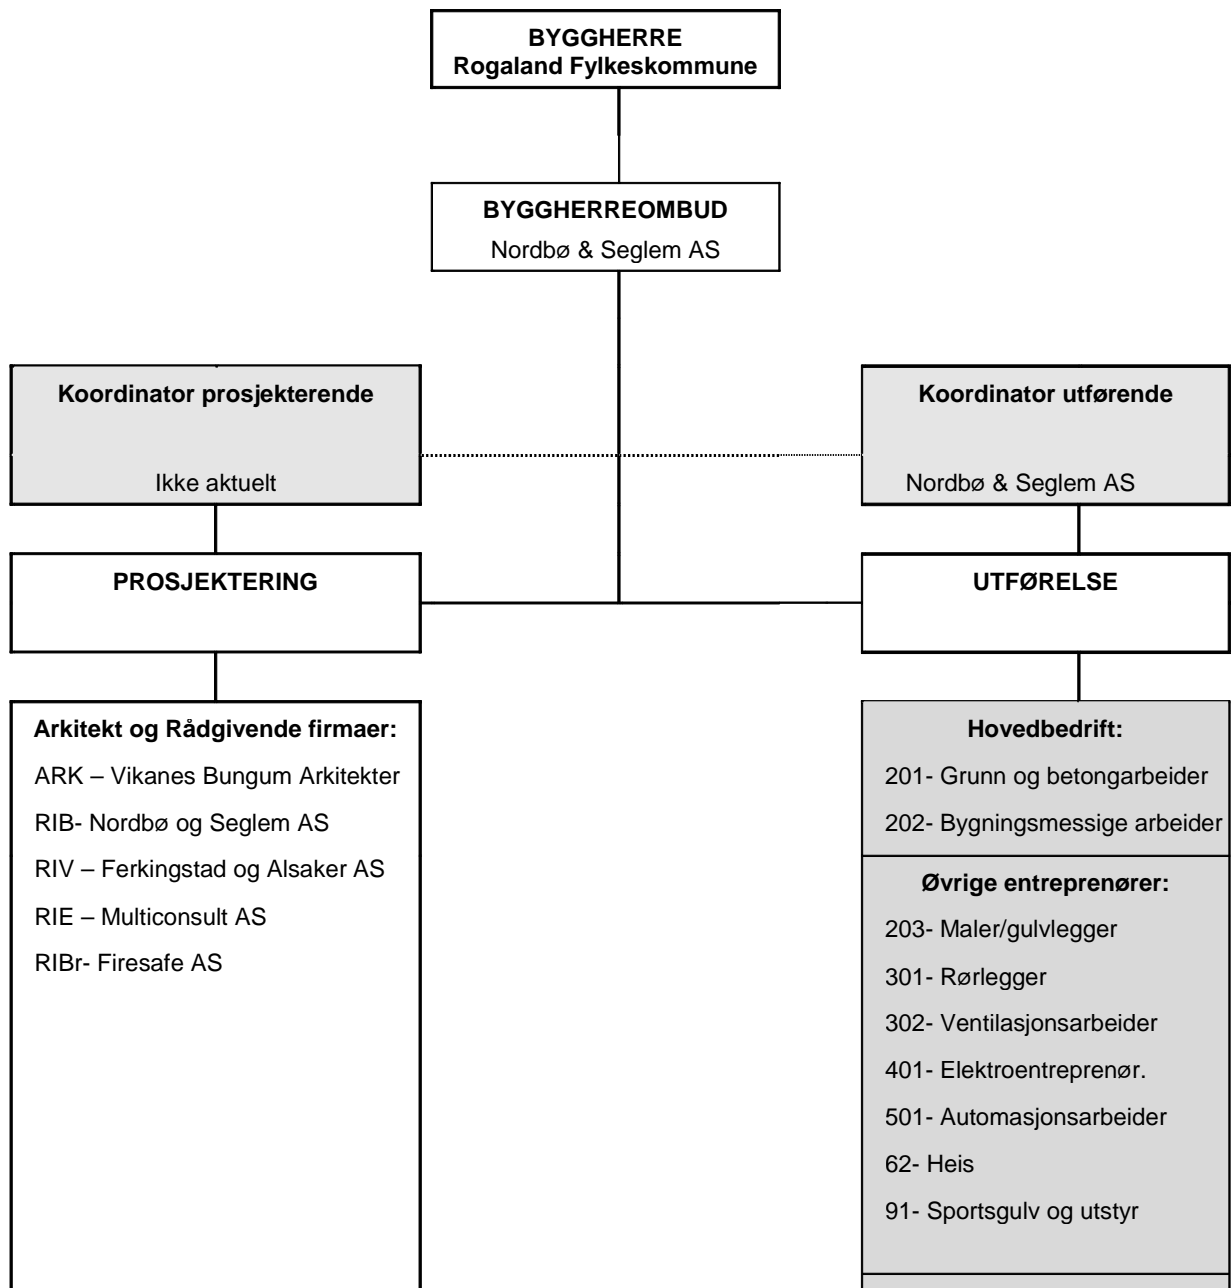 BYGGHERRE
Rogaland Fylkeskommune
BYGGHERREOMBUD
Nordbø & Seglem AS
Koordinator prosjekterende
Ikke aktuelt
Koordinator utførende
Nordbø & Seglem AS
PROSJEKTERING
UTFØRELSE
Arkitekt og Rådgivende firmaer:
ARK – Vikanes Bungum Arkitekter
RIB- Nordbø og Seglem AS
RIV – Ferkingstad og Alsaker AS
RIE – Multiconsult AS
RIBr- Firesafe AS
Hovedbedrift:
201- Grunn og betongarbeider
202- Bygningsmessige arbeider
Øvrige entreprenører:
203- Maler/gulvlegger
301- Rørlegger
302- Ventilasjonsarbeider
401- Elektroentreprenør.
501- Automasjonsarbeider
62- Heis
91- Sportsgulv og utstyr